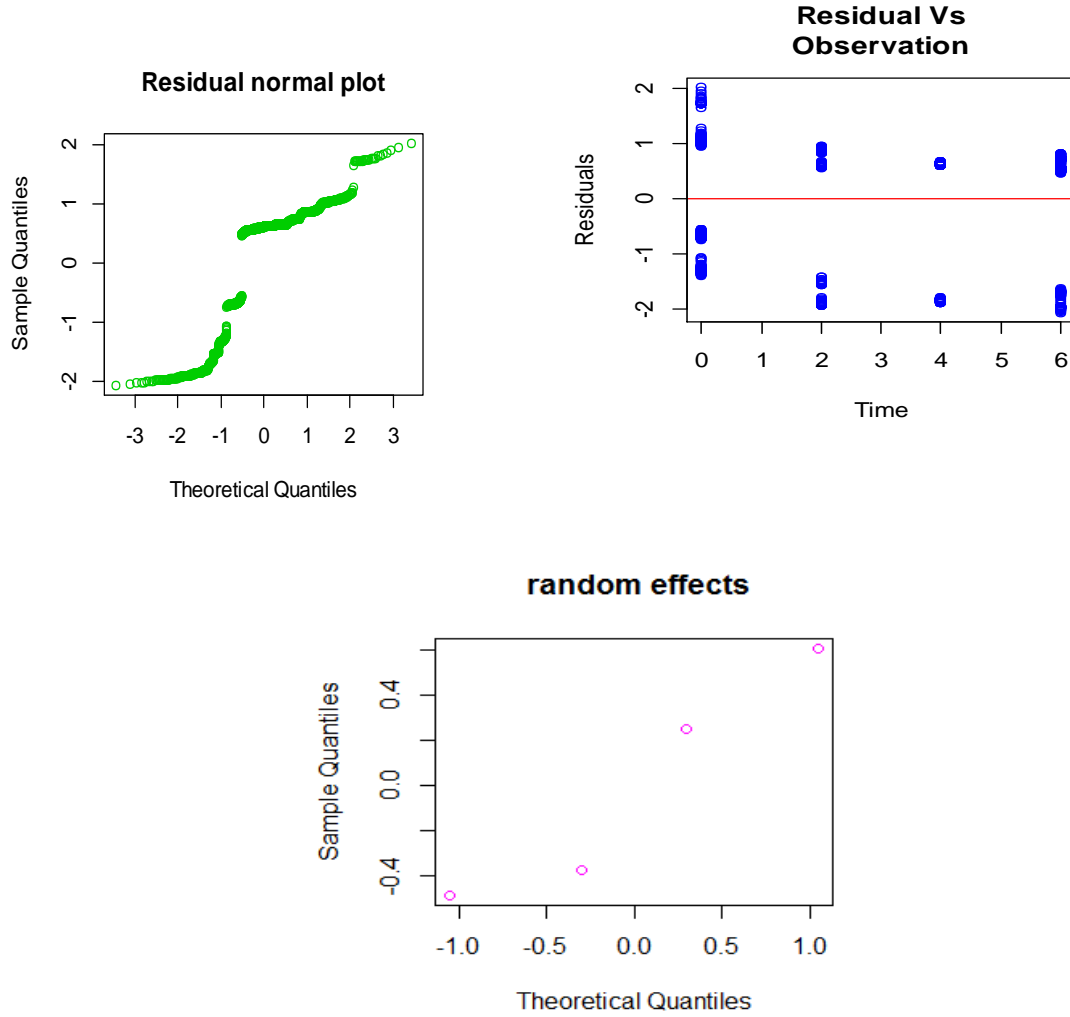 Residual normal plot
Sample Quantiles
2
1
0
-1
-2
-3 -2 -1 0 1 2 3
Theoretical Quantiles
Residual Vs
Observation
Residuals
2
1
0
-1
-2
0 1 2 3 4 5 6
Time
random effects
Sample Quantiles
0.4
0.0
-0.4
-1.0 -0.5 0.0 0.5 1.0
Theoretical Quantiles